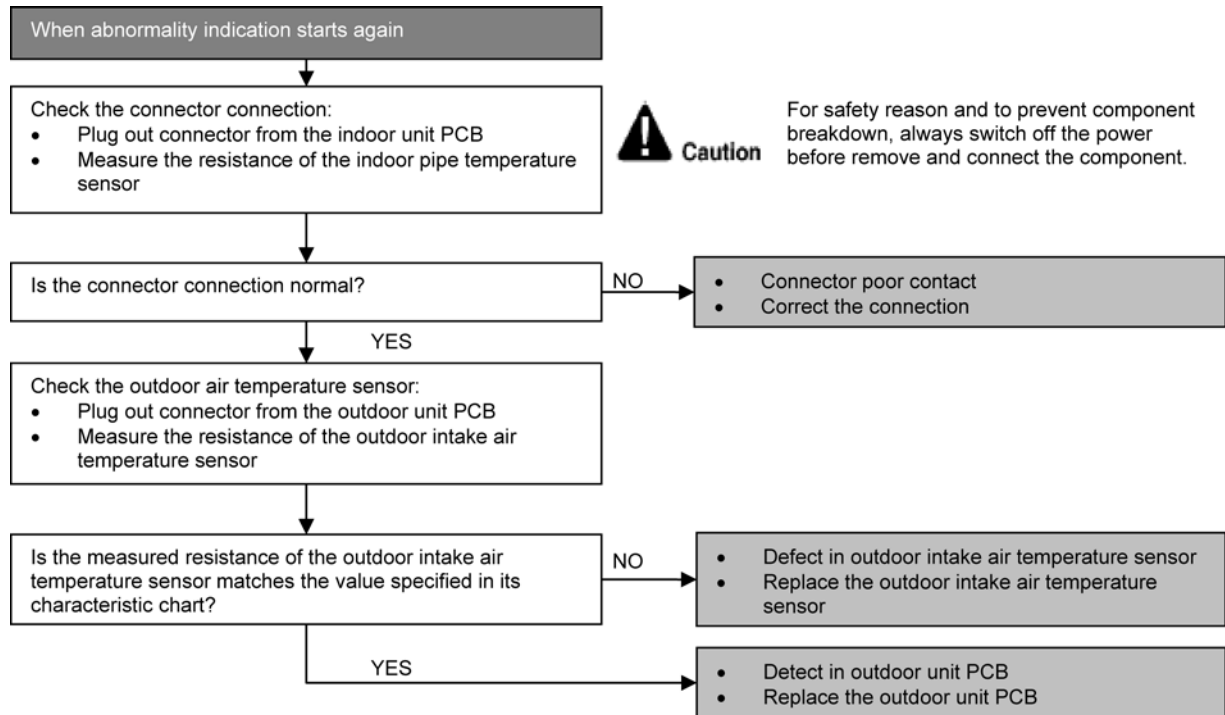 When abnormality indication starts again
Check the connector connection:
• Plug out connector from the indoor unit PCB
• Measure the resistance of the indoor pipe temperature
sensor
Caution
For safety reason and to prevent component
breakdown, always switch off the power
before remove and connect the component.
Is the connector connection normal?
NO
• Connector poor contact
• Correct the connection
YES
Check the outdoor air temperature sensor:
• Plug out connector from the outdoor unit PCB
• Measure the resistance of the outdoor intake air
temperature sensor
Is the measured resistance of the outdoor intake air
temperature sensor matches the value specified in its
characteristic chart?
NO
• Defect in outdoor intake air temperature sensor
• Replace the outdoor intake air temperature
sensor
YES
• Detect in outdoor unit PCB
• Replace the outdoor unit PCB